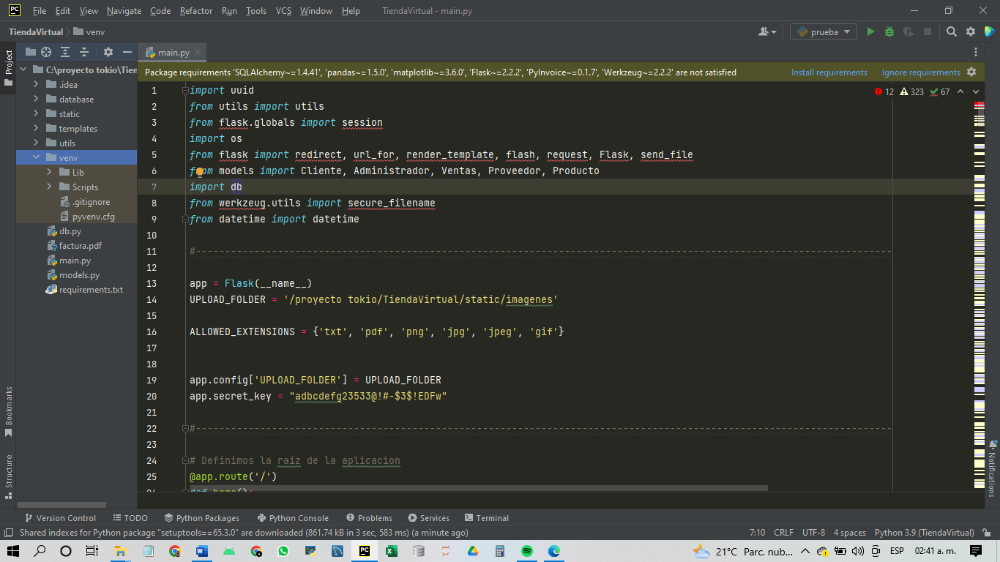 PC File Edit View Navigate Code Refactor Run Tools VCS Window Help TiendaVirtual - main.py
TiendaVirtual venv prueba
Project
C:\proyecto tokio\Tien
.idea
database
static
templates
utils
venv
Lib
Scripts
.gitignore
pyvenv.cfg
db.py
factura.pdf
main.py
models.py
requirements.txt
Bookmarks
Structure
main.py
Package requirements 'SQLAlchemy~=1.4.41', 'pandas~=1.5.0', 'matplotlib~=3.6.0', 'Flask~=2.2.2', 'PyInvoice~=0.1.7', 'Werkzeug~=2.2.2' are not satisfied Install requirements Ignore requirements
12 323 67
1 import uuid
2 from utils import utils
3 from flask.globals import session
4 import os
5 from flask import redirect, url_for, render_template, flash, request, Flask, send_file
6 from models import Cliente, Administrador, Ventas, Proveedor, Producto
7 import db
8 from werkzeug.utils import secure_filename
9 from datetime import datetime
10
11 #-----------------------------------------------------------------------------------------------------------------------
12
13 app = Flask(__name__)
14 UPLOAD_FOLDER = '/proyecto tokio/TiendaVirtual/static/imagenes'
15
16 ALLOWED_EXTENSIONS = {'txt', 'pdf', 'png', 'jpg', 'jpeg', 'gif'}
17
18
19 app.config['UPLOAD_FOLDER'] = UPLOAD_FOLDER
20 app.secret_key = "adbcdefg23533@!#-$3$!EDFw"
21
22 #-----------------------------------------------------------------------------------------------------------------------
23
24 # Definimos la raiz de la aplicacion
25 @app.route('/')
Notifications
Version Control TODO Python Packages Python Console Problems Services Terminal
Shared indexes for Python package "setuptools==65.3.0" are downloaded (861.74 kB in 3 sec, 583 ms) (a minute ago) 7:10 CRLF UTF-8 4 spaces Python 3.9 (TiendaVirtual)
21°C Parc. nub... ESP 02:41 a. m.